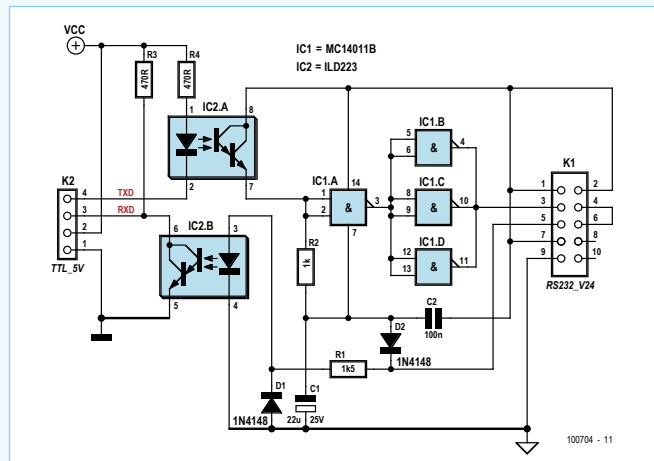 VCC
R3
R4
470R
470R
IC1 = MC14011B
IC2 = ILD223
IC2.A
1
8
2
7
K2
4
3
2
1
TTL_5V
TXD
RXD
IC2.B
6
3
5
4
IC1.A
1
2
14
&
3
7
R2
1k
IC1.B
5
6
&
4
IC1.C
8
9
&
10
IC1.D
12
13
&
11
K1
1
2
3
4
5
6
7
8
9
10
RS232_V24
C2
100n
D2
1N4148
R1
1k5
D1
1N4148
C1
22u
25V
100704 - 11